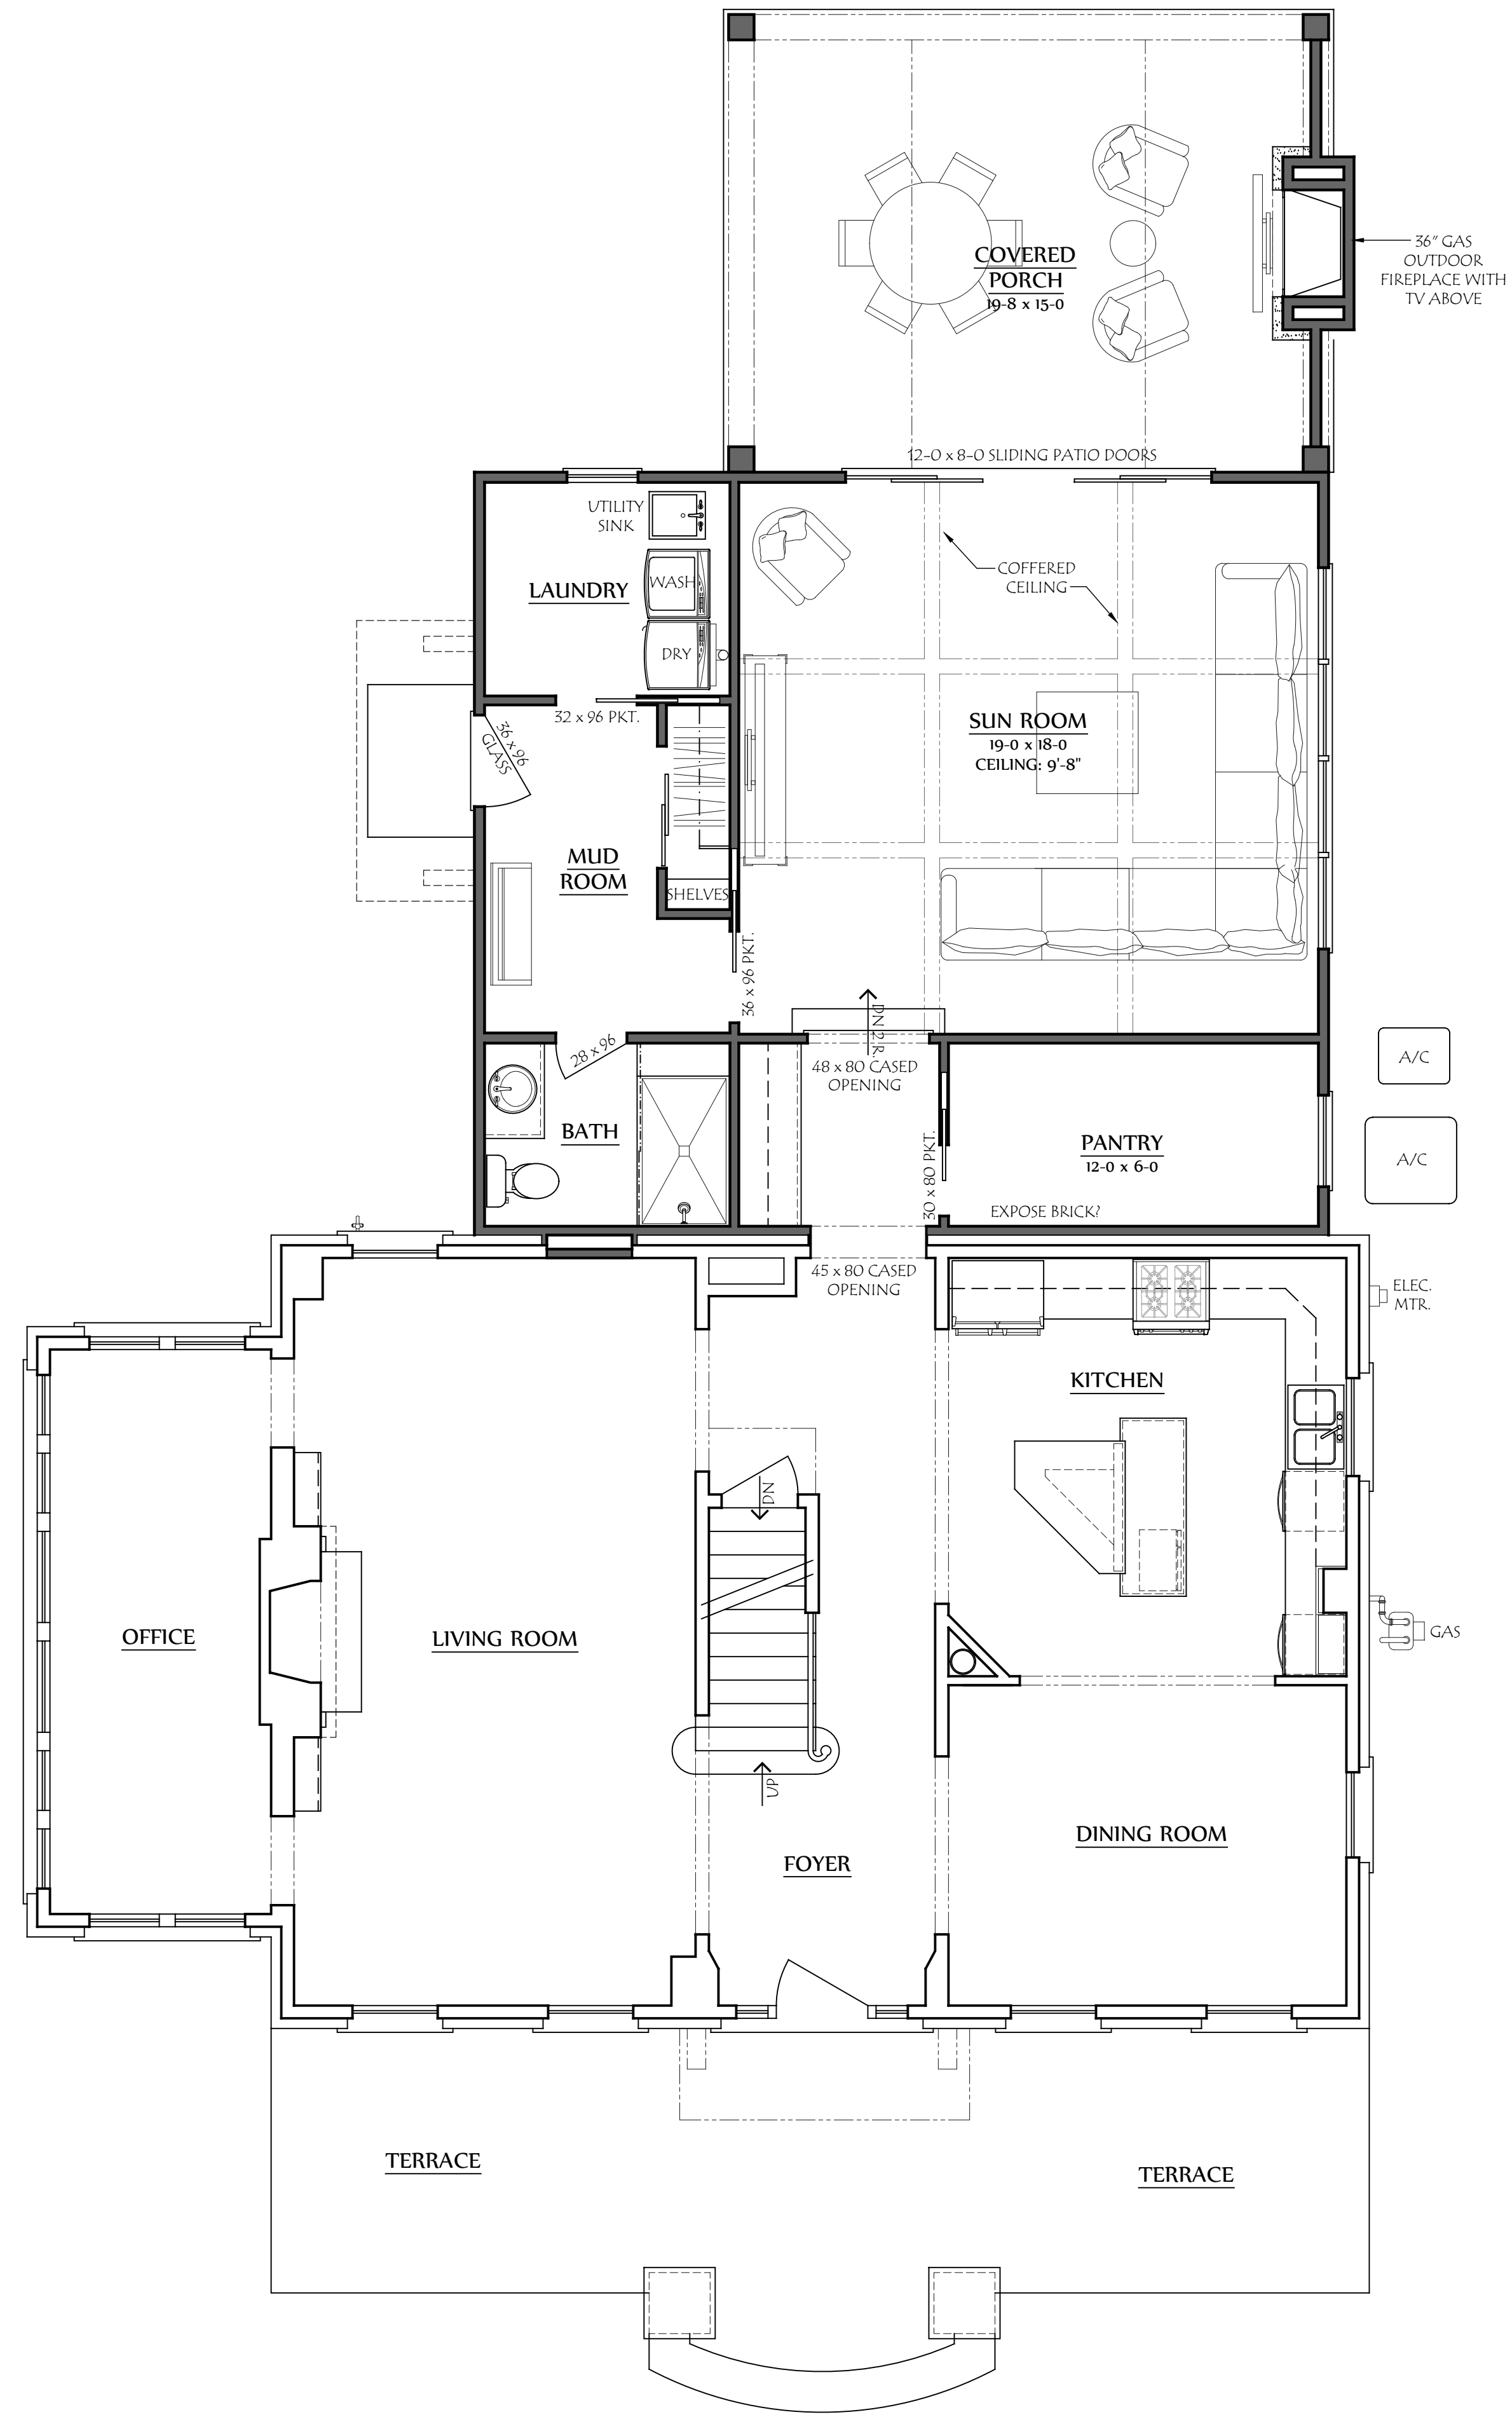 COVERED
PORCH
19-8 x 15-0
36" GAS
OUTDOOR
FIREPLACE WITH
TV ABOVE
12-0 x 8-0 SLIDING PATIO DOORS
UTILITY
SINK
WASH
DRY
LAUNDRY
COFFERED
CEILING
32 x 96 PKT.
36 x 96
GLASS
SUN ROOM
19-0 x 18-0
CEILING: 9'-8"
MUD
ROOM
SHELVES
36 x 96 PKT.
DN 2 R.
28 x 96
48 x 80 CASED
OPENING
A/C
A/C
BATH
30 x 80 PKT.
PANTRY
12-0 x 6-0
EXPOSE BRICK?
45 x 80 CASED
OPENING
ELEC.
MTR.
KITCHEN
DN
OFFICE
LIVING ROOM
GAS
UP
FOYER
DINING ROOM
TERRACE
TERRACE